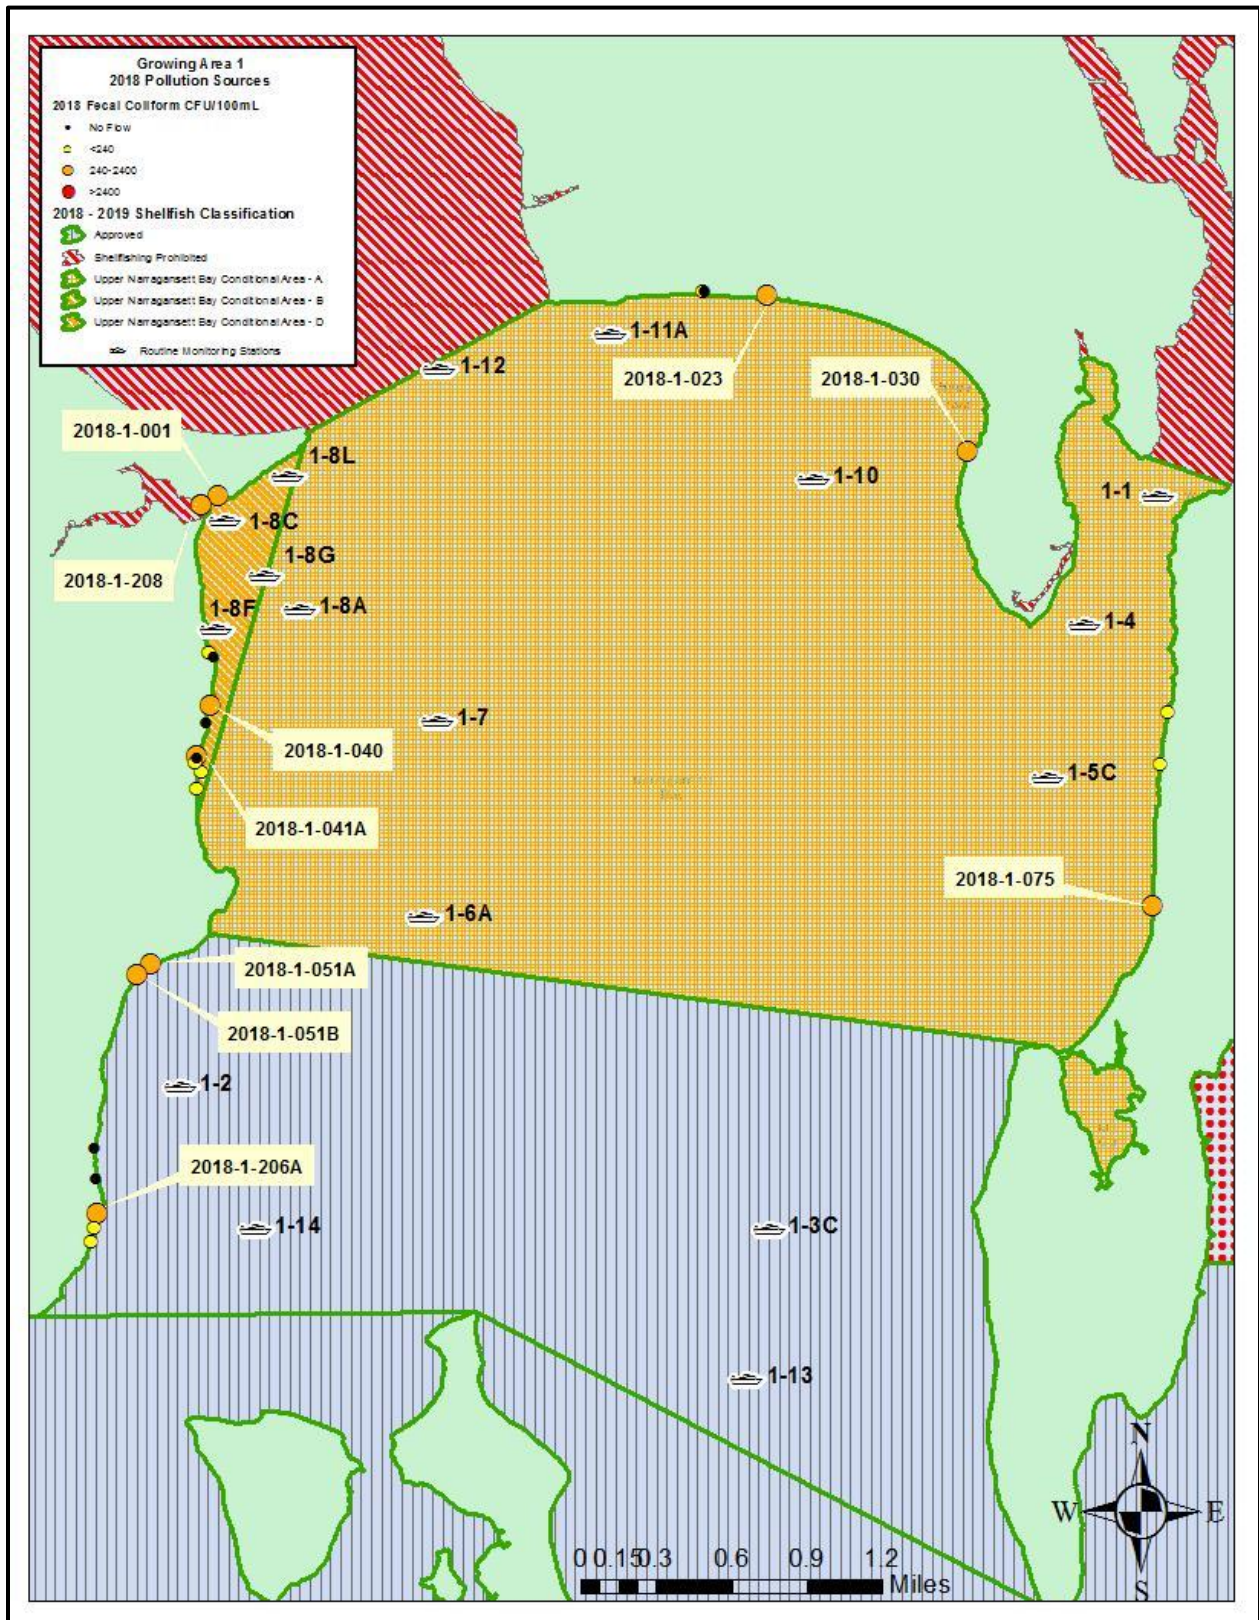 Growing Area 1
2018 Pollution Sources
2018 Fecal Coliform CFU/100mL
No Flow
<240
240-2400
>2400
2018 - 2019 Shellfish Classification
Approved
Shellfishing Prohibited
Upper Narragansett Bay Conditional Area - A
Upper Narragansett Bay Conditional Area - B
Upper Narragansett Bay Conditional Area - D
Routine Monitoring Stations
1-11A
1-12
2018-1-023
2018-1-030
2018-1-001
1-8L
1-10
1-1
1-8C
1-8G
2018-1-208
1-8F
1-8A
1-4
1-7
2018-1-040
1-5C
2018-1-041A
2018-1-075
1-6A
2018-1-051A
2018-1-051B
1-2
2018-1-206A
1-14
1-3C
1-13
N
W
E
S
0 0.15 0.3 0.6 0.9 1.2
Miles